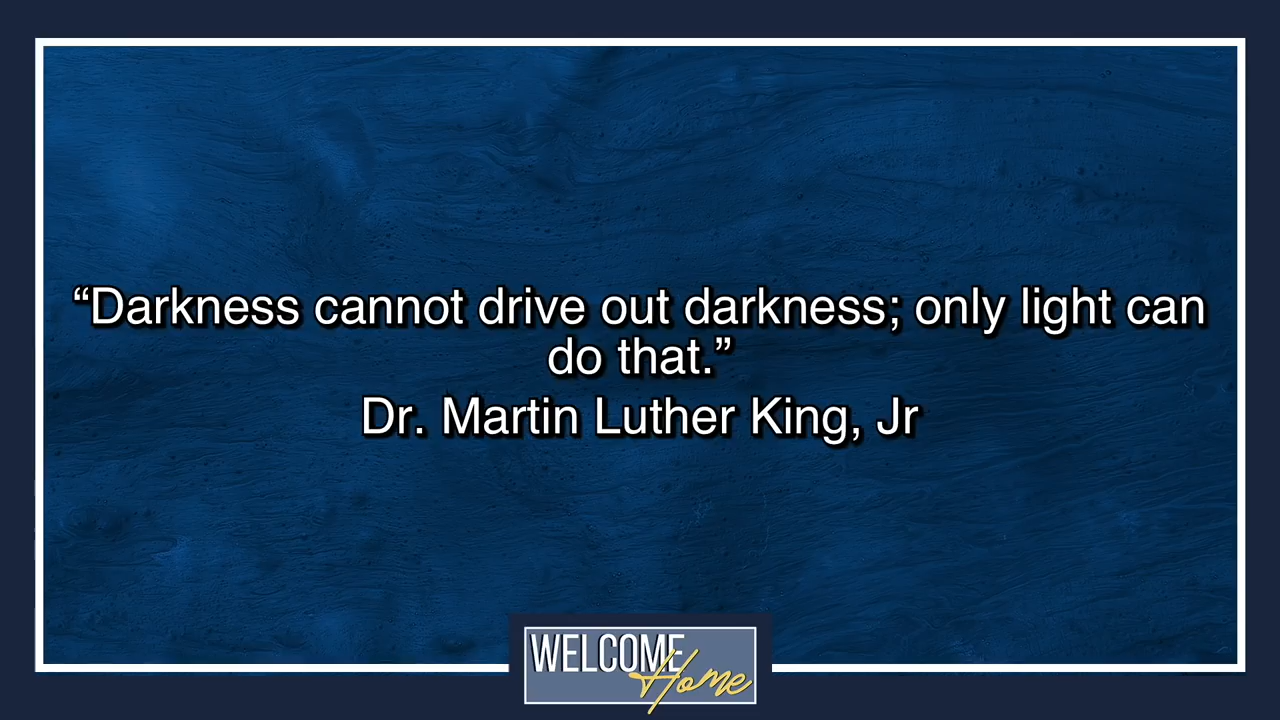 “Darkness cannot drive out darkness; only light can
do that.”
Dr. Martin Luther King, Jr
WELCOME
Home